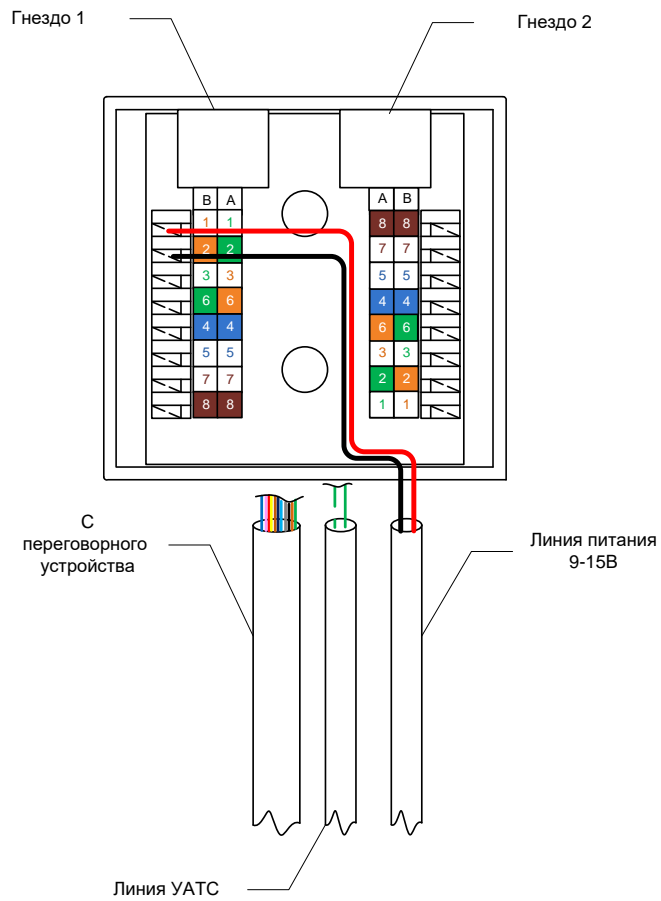 Гнездо 1
Гнездо 2
B A
A B
1 1
8 8
2 2
7 7
3 3
5 5
6 6
4 4
4 4
6 6
5 5
3 3
7 7
2 2
8 8
1 1
С
переговорного
устройства
Линия питания
9-15В
Линия УАТС